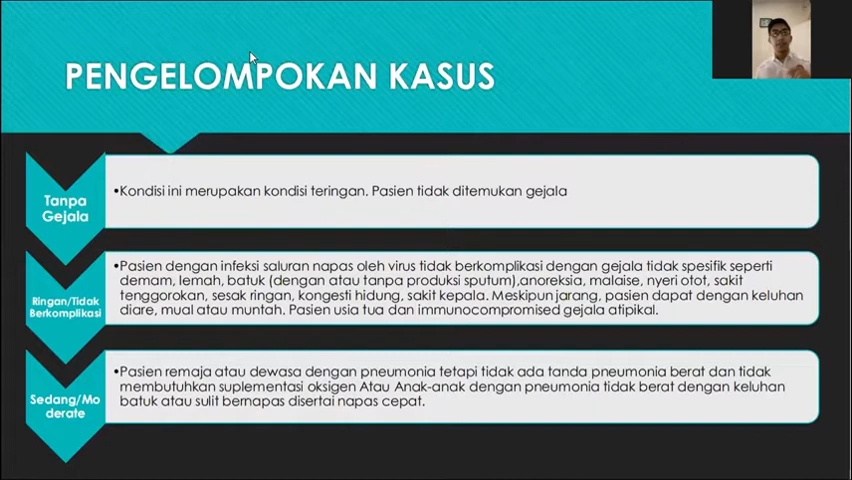 PENGELOMPOKAN KASUS
Tanpa
Gejala
•Kondisi ini merupakan kondisi teringan. Pasien tidak ditemukan gejala
Ringan/Tidak
Berkomplikasi
•Pasien dengan infeksi saluran napas oleh virus tidak berkomplikasi dengan gejala tidak spesifik seperti
demam, lemah, batuk (dengan atau tanpa produksi sputum),anoreksia, malaise, nyeri otot, sakit
tenggorokan, sesak ringan, kongesti hidung, sakit kepala. Meskipun jarang, pasien dapat dengan keluhan
diare, mual atau muntah. Pasien usia tua dan immunocompromised gejala atipikal.
Sedang/Mo
derate
•Pasien remaja atau dewasa dengan pneumonia tetapi tidak ada tanda pneumonia berat dan tidak
membutuhkan suplementasi oksigen Atau Anak-anak dengan pneumonia tidak berat dengan keluhan
batuk atau sulit bernapas disertai napas cepat.